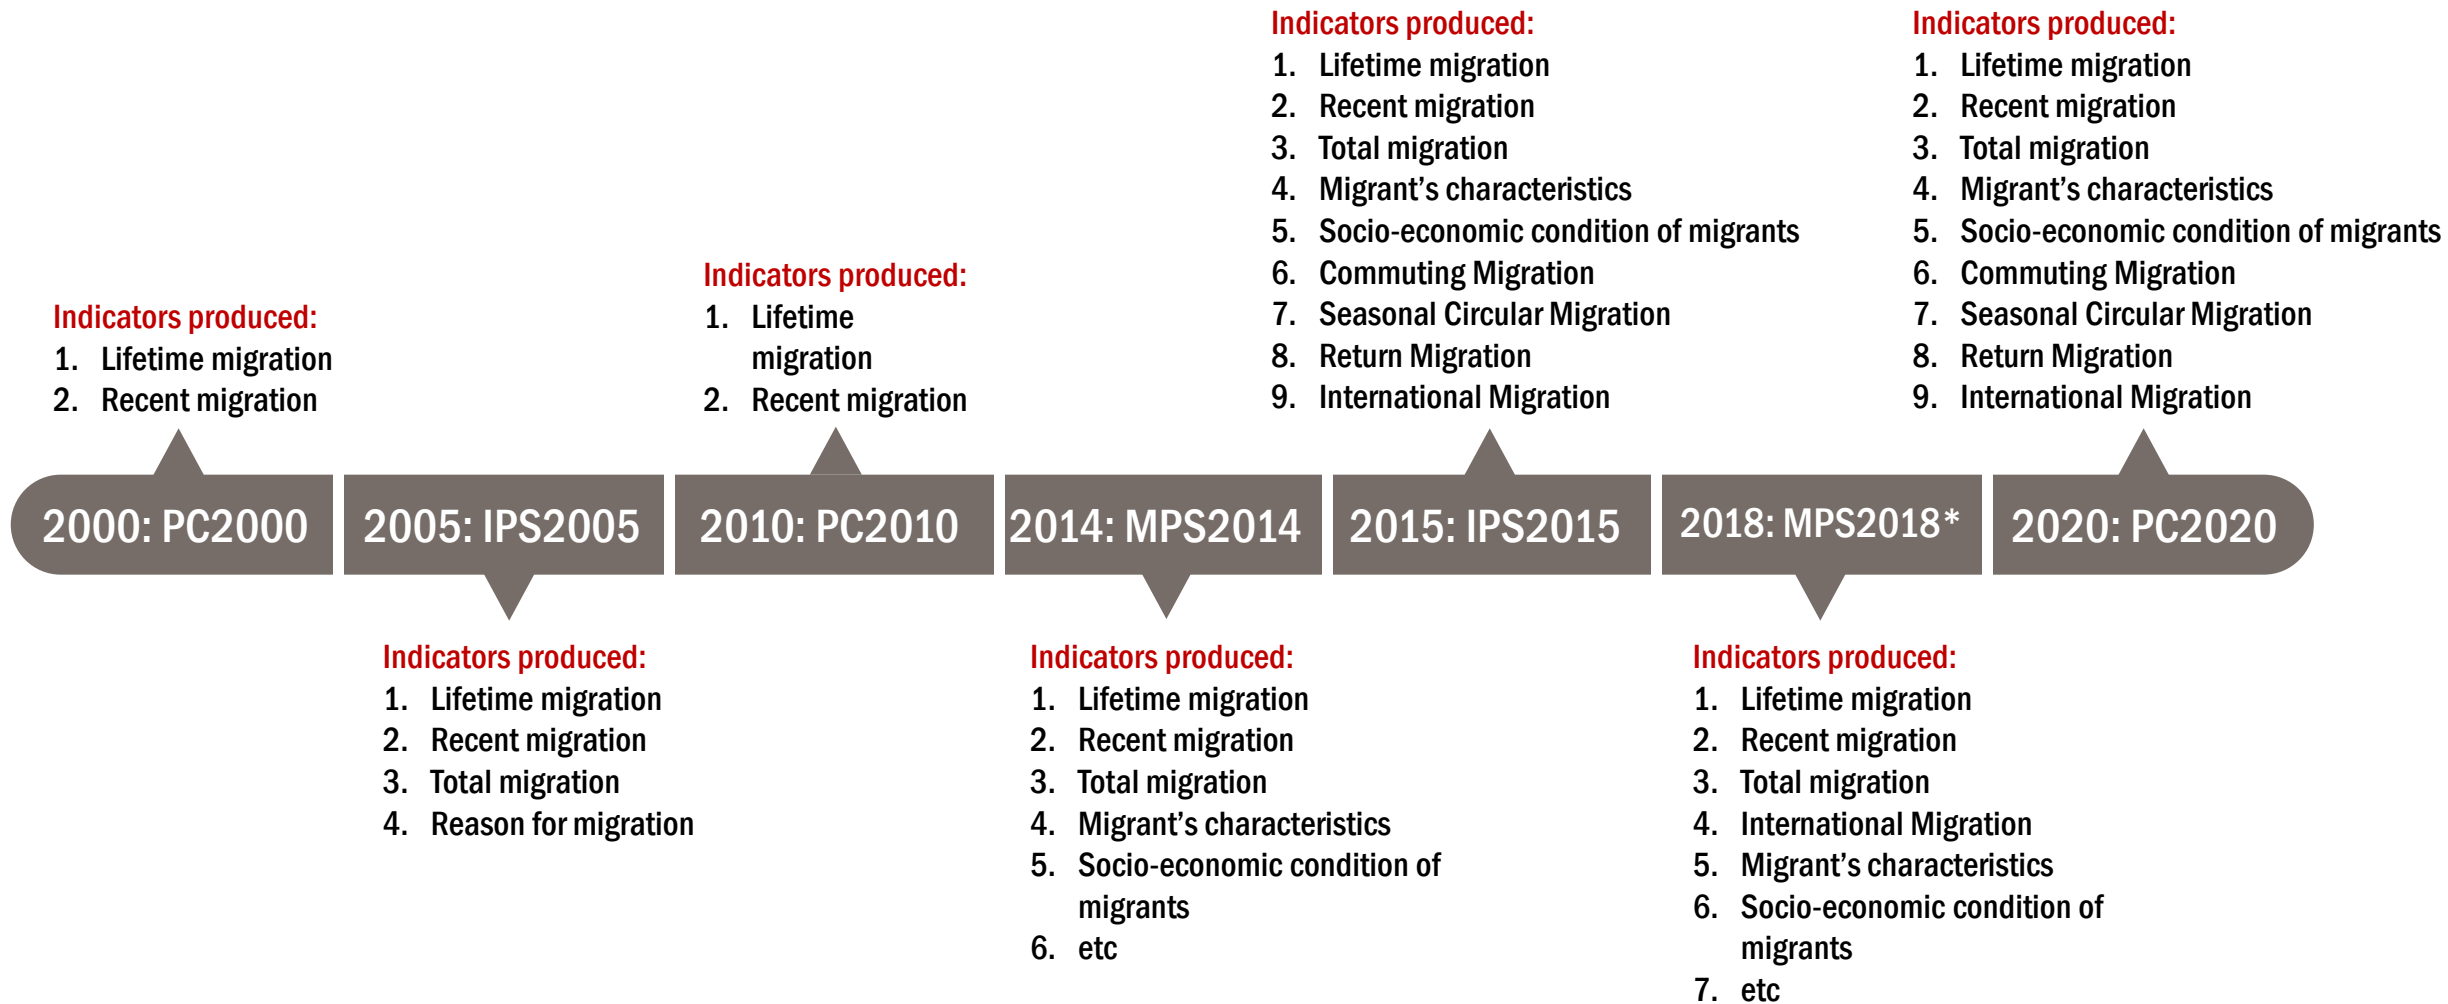 Indicators produced:
1. Lifetime migration
2. Recent migration
2000: PC2000
Indicators produced:
1. Lifetime migration
2. Recent migration
3. Total migration
4. Reason for migration
2005: IPS2005
Indicators produced:
1. Lifetime
migration
2. Recent migration
2010: PC2010
Indicators produced:
1. Lifetime migration
2. Recent migration
3. Total migration
4. Migrant’s characteristics
5. Socio-economic condition of
migrants
6. etc
2014: MPS2014
Indicators produced:
1. Lifetime migration
2. Recent migration
3. Total migration
4. Migrant’s characteristics
5. Socio-economic condition of migrants
6. Commuting Migration
7. Seasonal Circular Migration
8. Return Migration
9. International Migration
2015: IPS2015
Indicators produced:
1. Lifetime migration
2. Recent migration
3. Total migration
4. International Migration
5. Migrant’s characteristics
6. Socio-economic condition of
migrants
7. etc
2018: MPS2018*
Indicators produced:
1. Lifetime migration
2. Recent migration
3. Total migration
4. Migrant’s characteristics
5. Socio-economic condition of migrants
6. Commuting Migration
7. Seasonal Circular Migration
8. Return Migration
9. International Migration
2020: PC2020